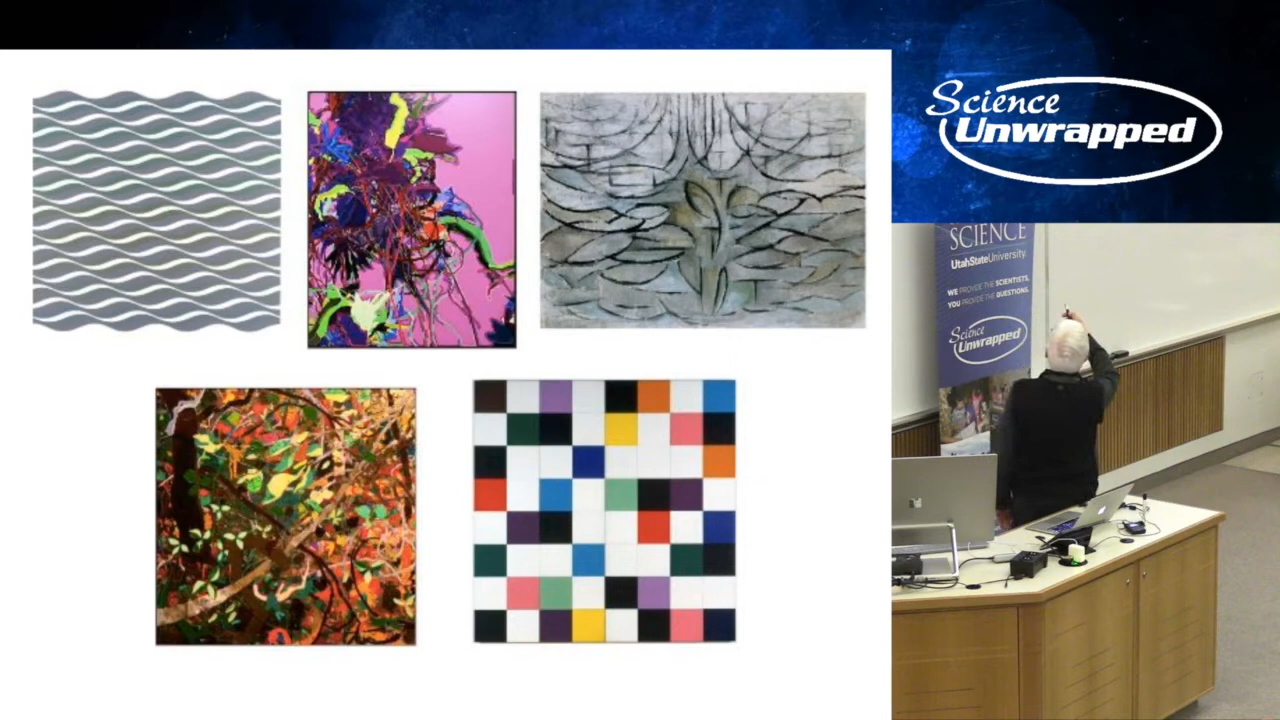 Science
Unwrapped
SCIENCE
UtahStateUniversity
WE PROVIDE THE SCIENTISTS,
YOU PROVIDE THE QUESTIONS.
Science
Unwrapped